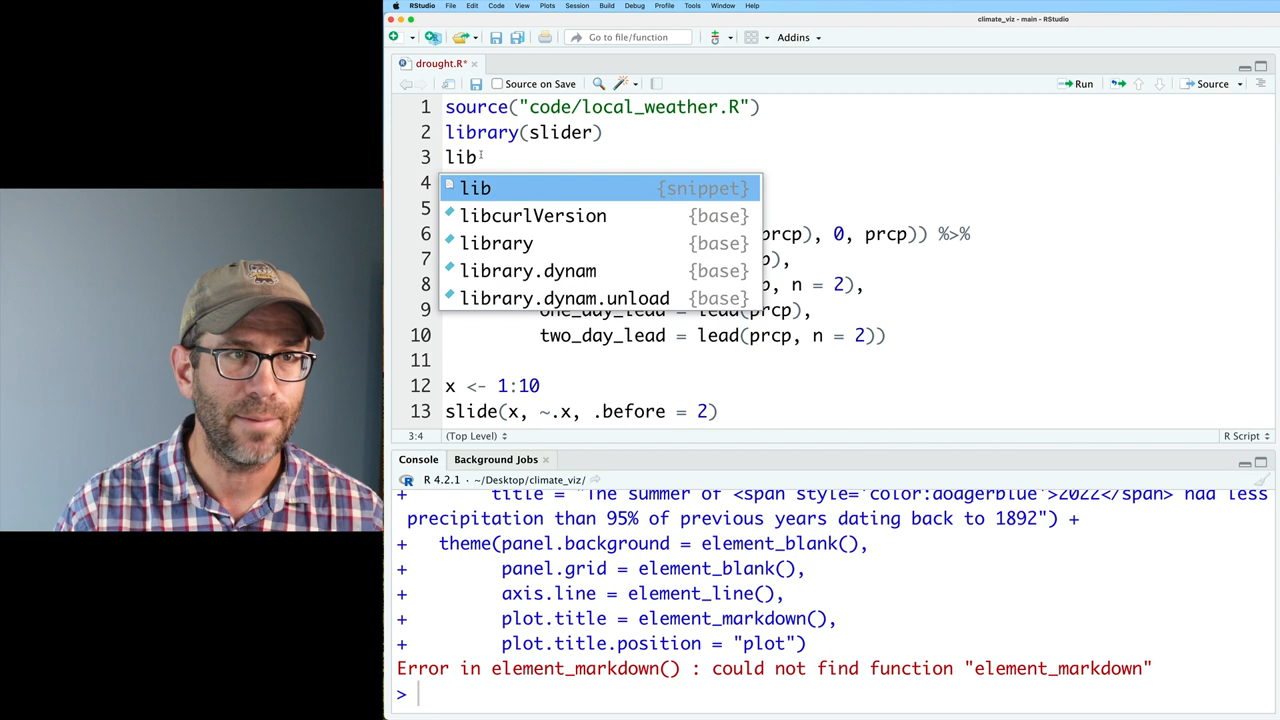 RStudio File Edit Code View Plots Session Build Debug Profile Tools Window Help
climate_viz - main - RStudio
Go to file/function Addins
drought.R*
Source on Save Run Source
1 source("code/local_weather.R")
2 library(slider)
3 lib
4 lib {snippet}
5 libcurlVersion {base}
6 library {base} prcp), 0, prcp)) %>%
7 library.dynam {base} p),
8 library.dynam.unload {base} p, n = 2),
9 one_day_lead = lead(prcp),
10 two_day_lead = lead(prcp, n = 2))
11
12 x <- 1:10
13 slide(x, ~.x, .before = 2)
3:4 (Top Level) R Script
Console Background Jobs
R 4.2.1 · ~/Desktop/climate_viz/
+ title = "The summer of <span style='color:dodgerblue'>2022</span> had less
precipitation than 95% of previous years dating back to 1892") +
+ theme(panel.background = element_blank(),
+ panel.grid = element_blank(),
+ axis.line = element_line(),
+ plot.title = element_markdown(),
+ plot.title.position = "plot")
Error in element_markdown() : could not find function "element_markdown"
>